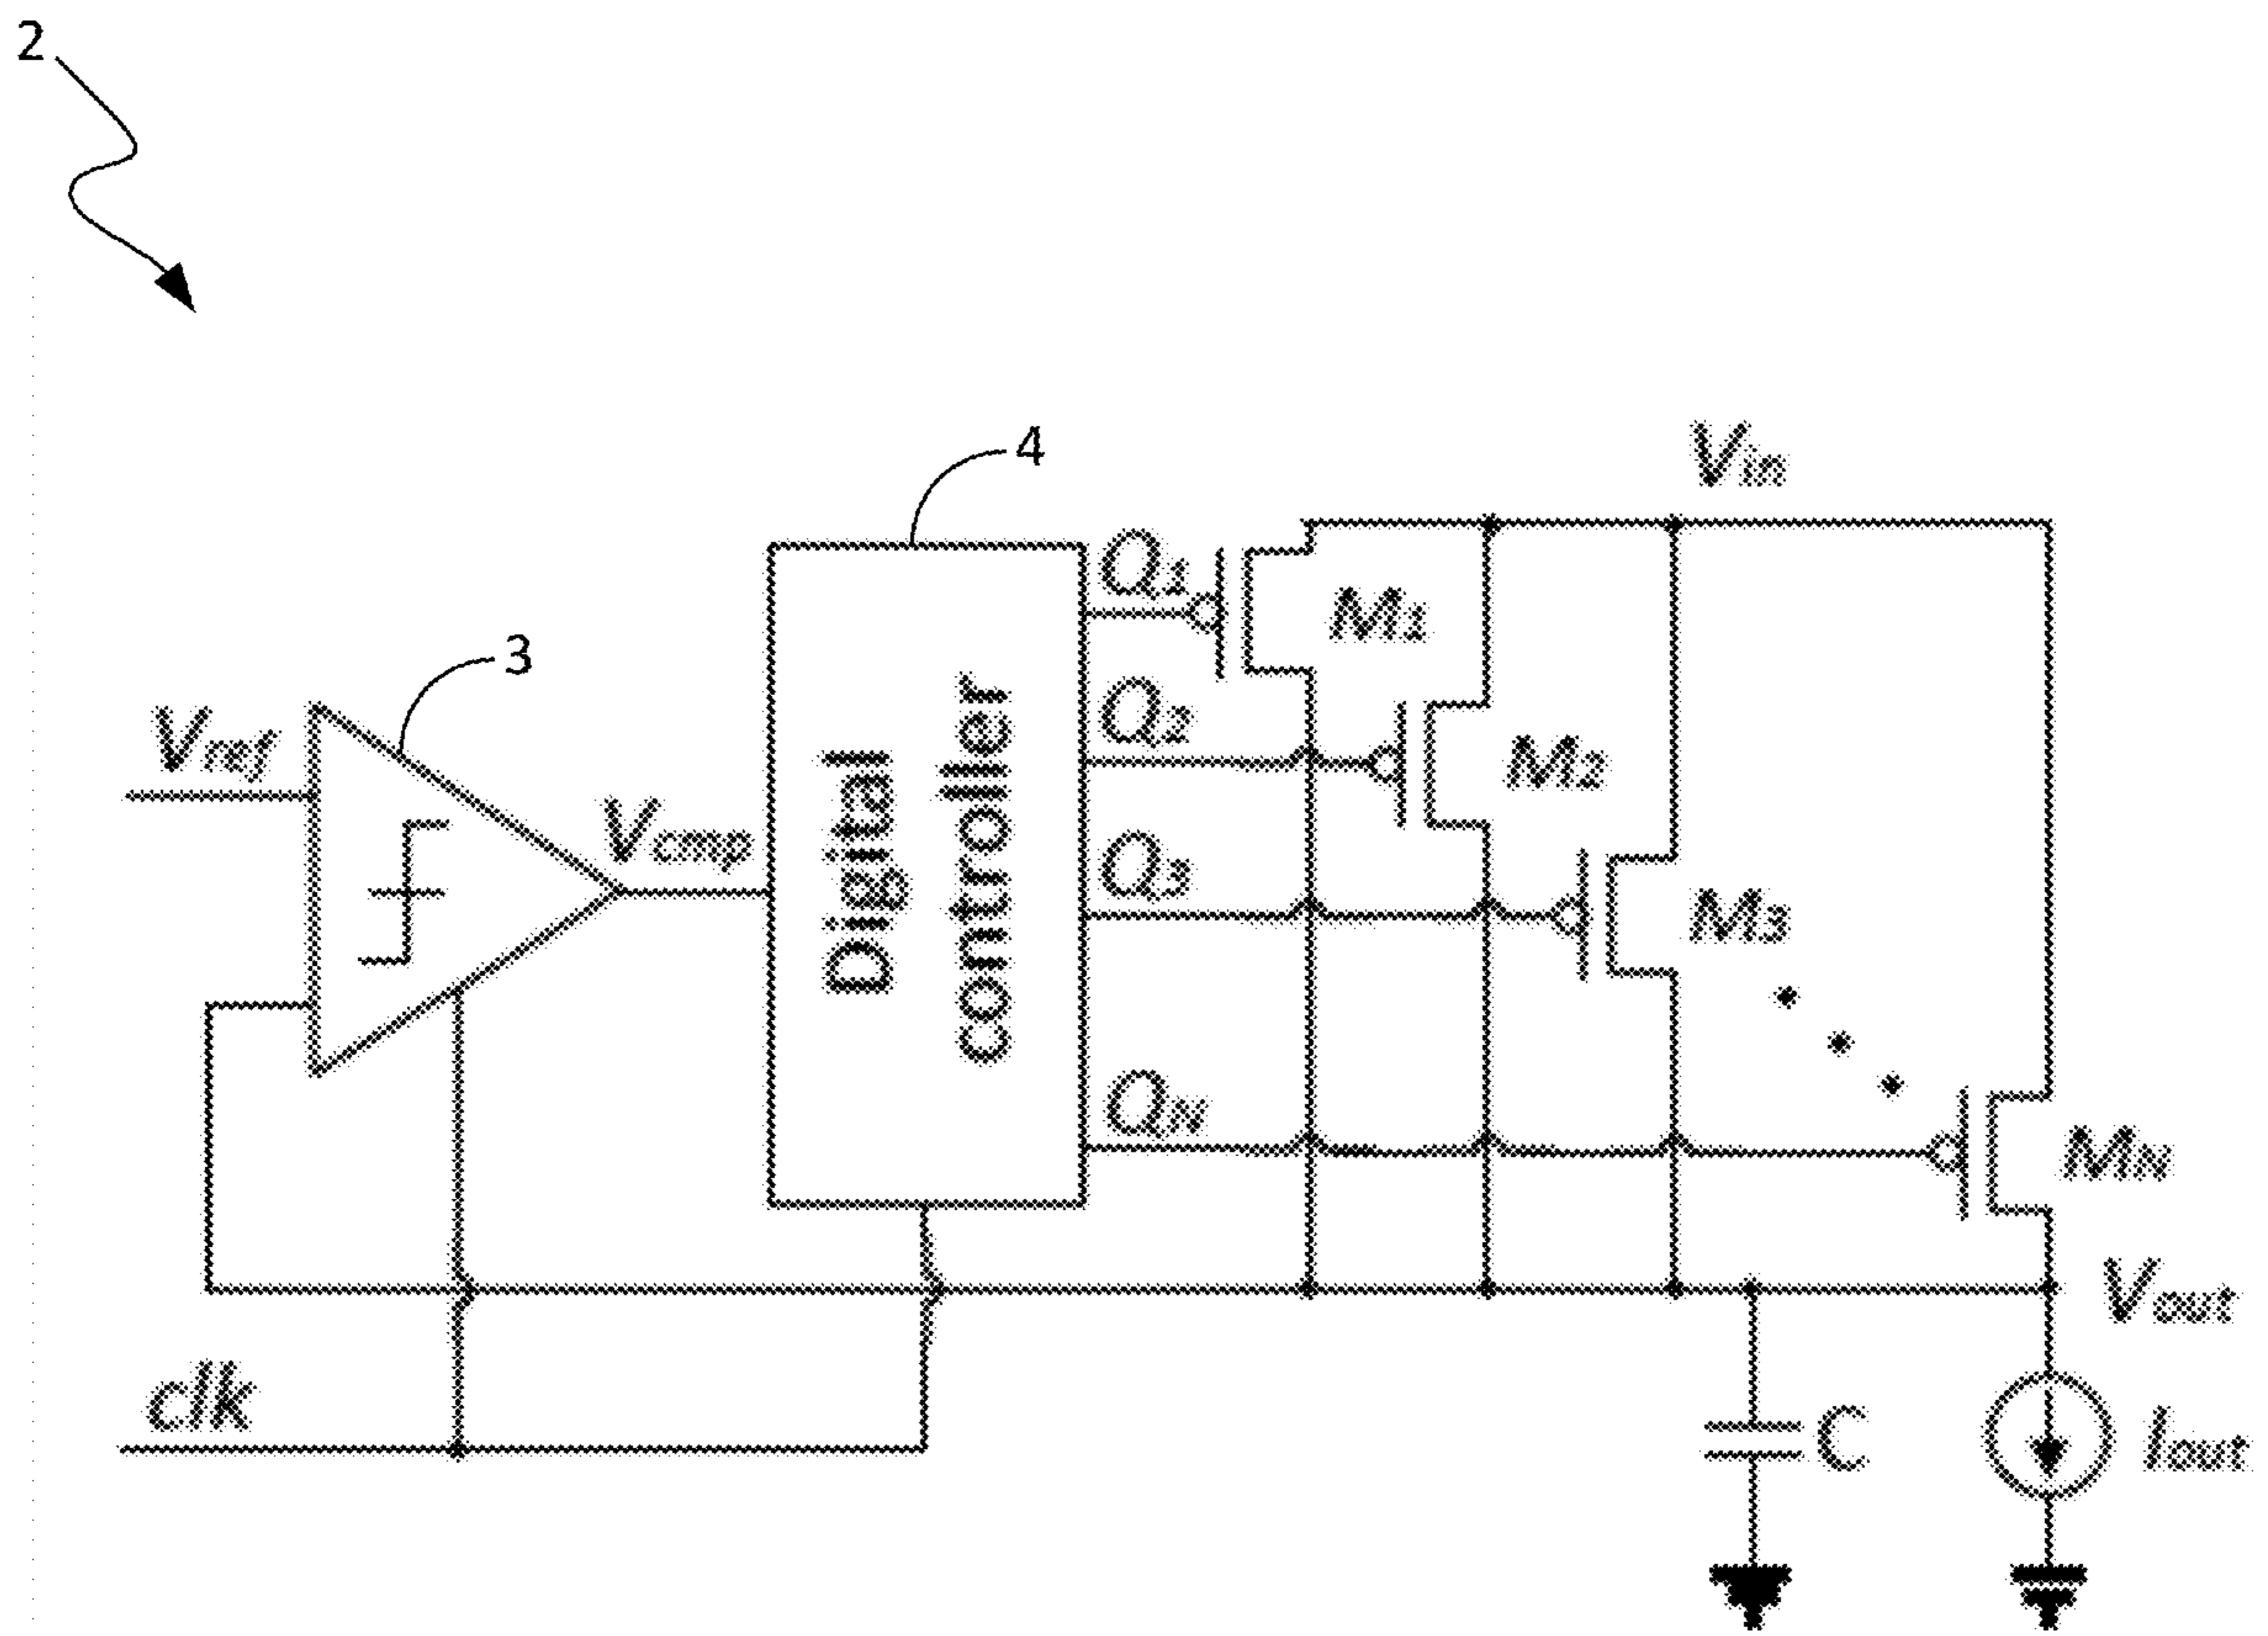 2
4
Vin
Q1
M1
3
Q2
Vref
M2
Vcmp
Digital
controller
Q3
M3
QN
MN
Vout
clk
C
Iout